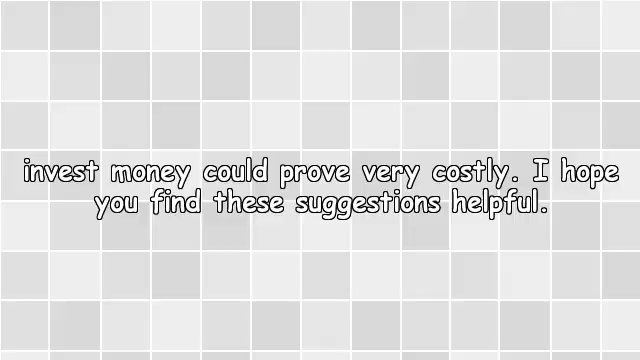 invest money could prove very costly. I hope
you find these suggestions helpful.